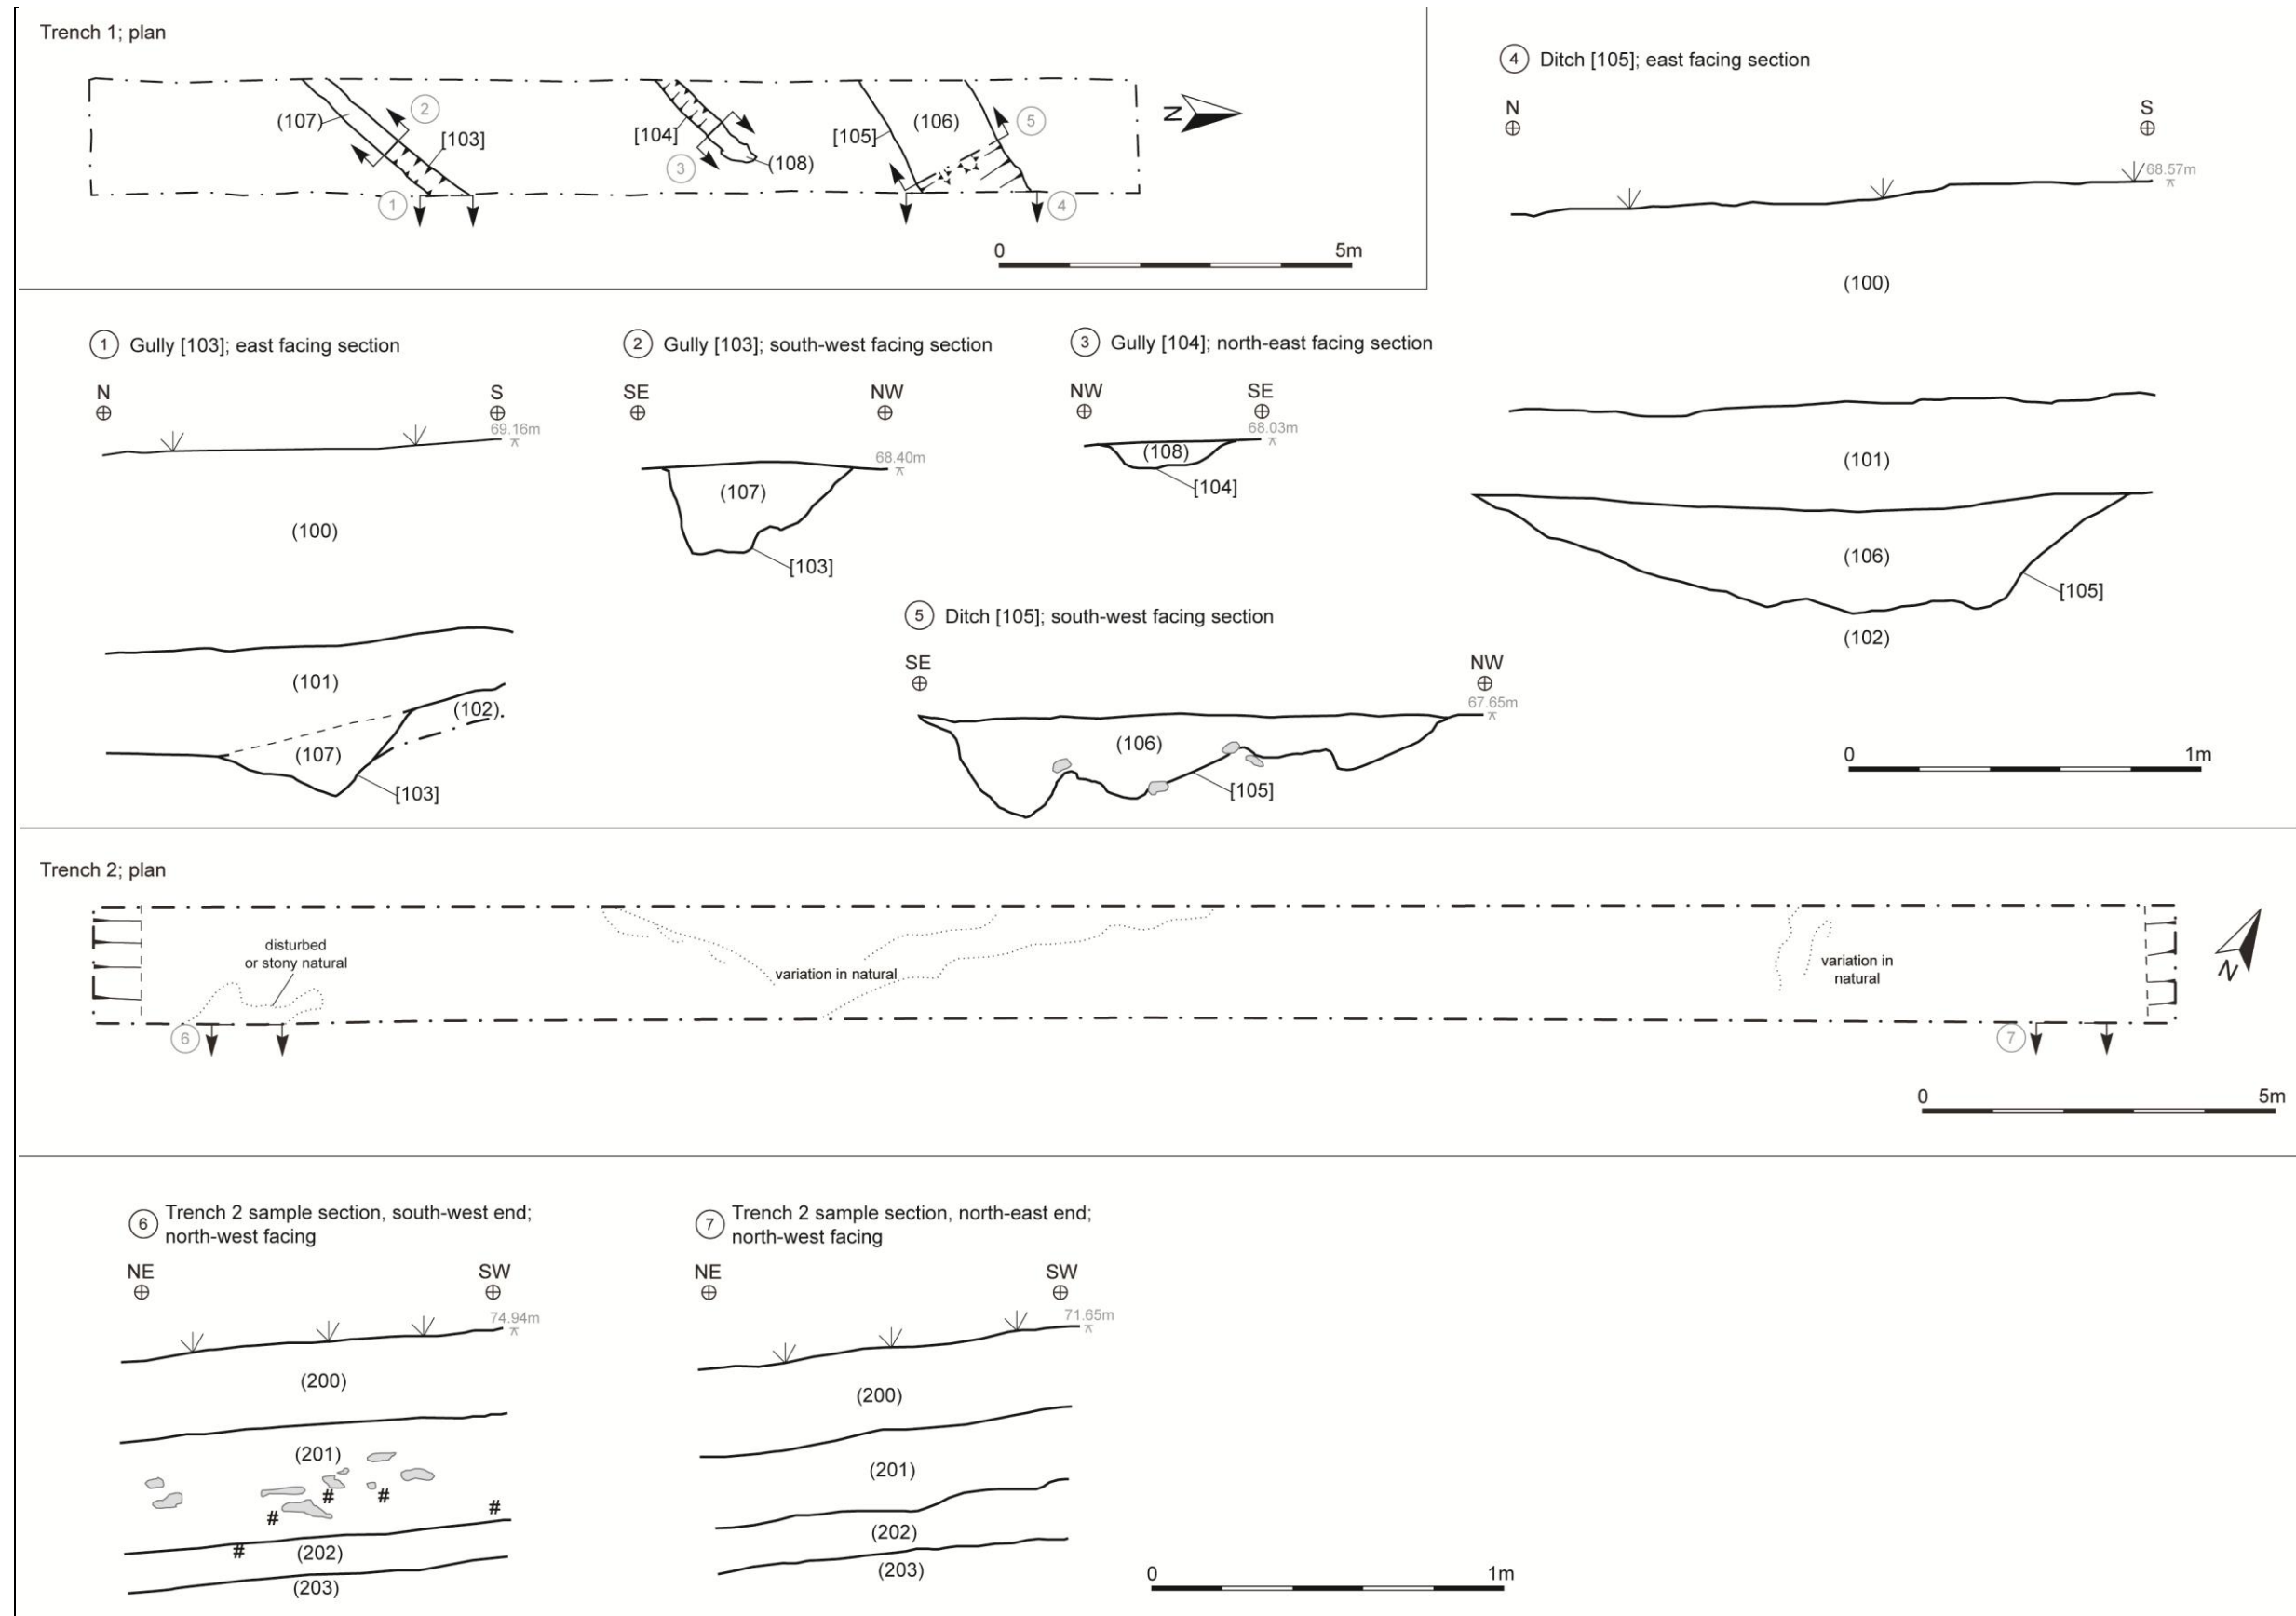 Trench 1; plan
(107)
2
[103]
1
[104]
3
(108)
[105]
(106)
5
4
N
0 5m
4 Ditch [105]; east facing section
N S
68.57m
(100)
(101)
(106)
[105]
(102)
1 Gully [103]; east facing section
N S
69.16m
(100)
(101)
(102)
(107)
[103]
2 Gully [103]; south-west facing section
SE NW
68.40m
(107)
[103]
3 Gully [104]; north-east facing section
NW SE
68.03m
(108)
[104]
5 Ditch [105]; south-west facing section
SE NW
67.65m
(106)
[105]
0 1m
Trench 2; plan
disturbed
or stony natural
variation in natural
variation in
natural
N
6
7
0 5m
6 Trench 2 sample section, south-west end;
north-west facing
NE SW
74.94m
(200)
(201)
# #
# #
# (202)
(203)
7 Trench 2 sample section, north-east end;
north-west facing
NE SW
71.65m
(200)
(201)
(202)
(203)
0 1m